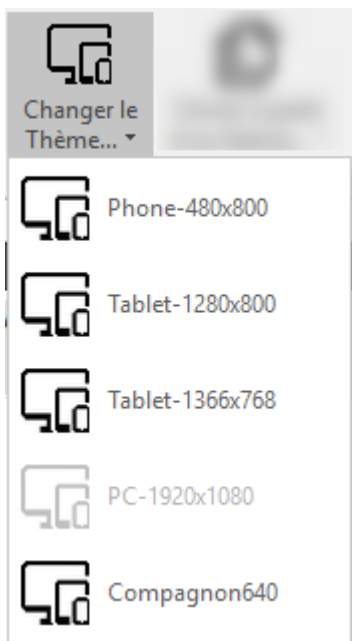 Changer le
Thème...
Phone-480x800
Tablet-1280x800
Tablet-1366x768
PC-1920x1080
Compagnon640